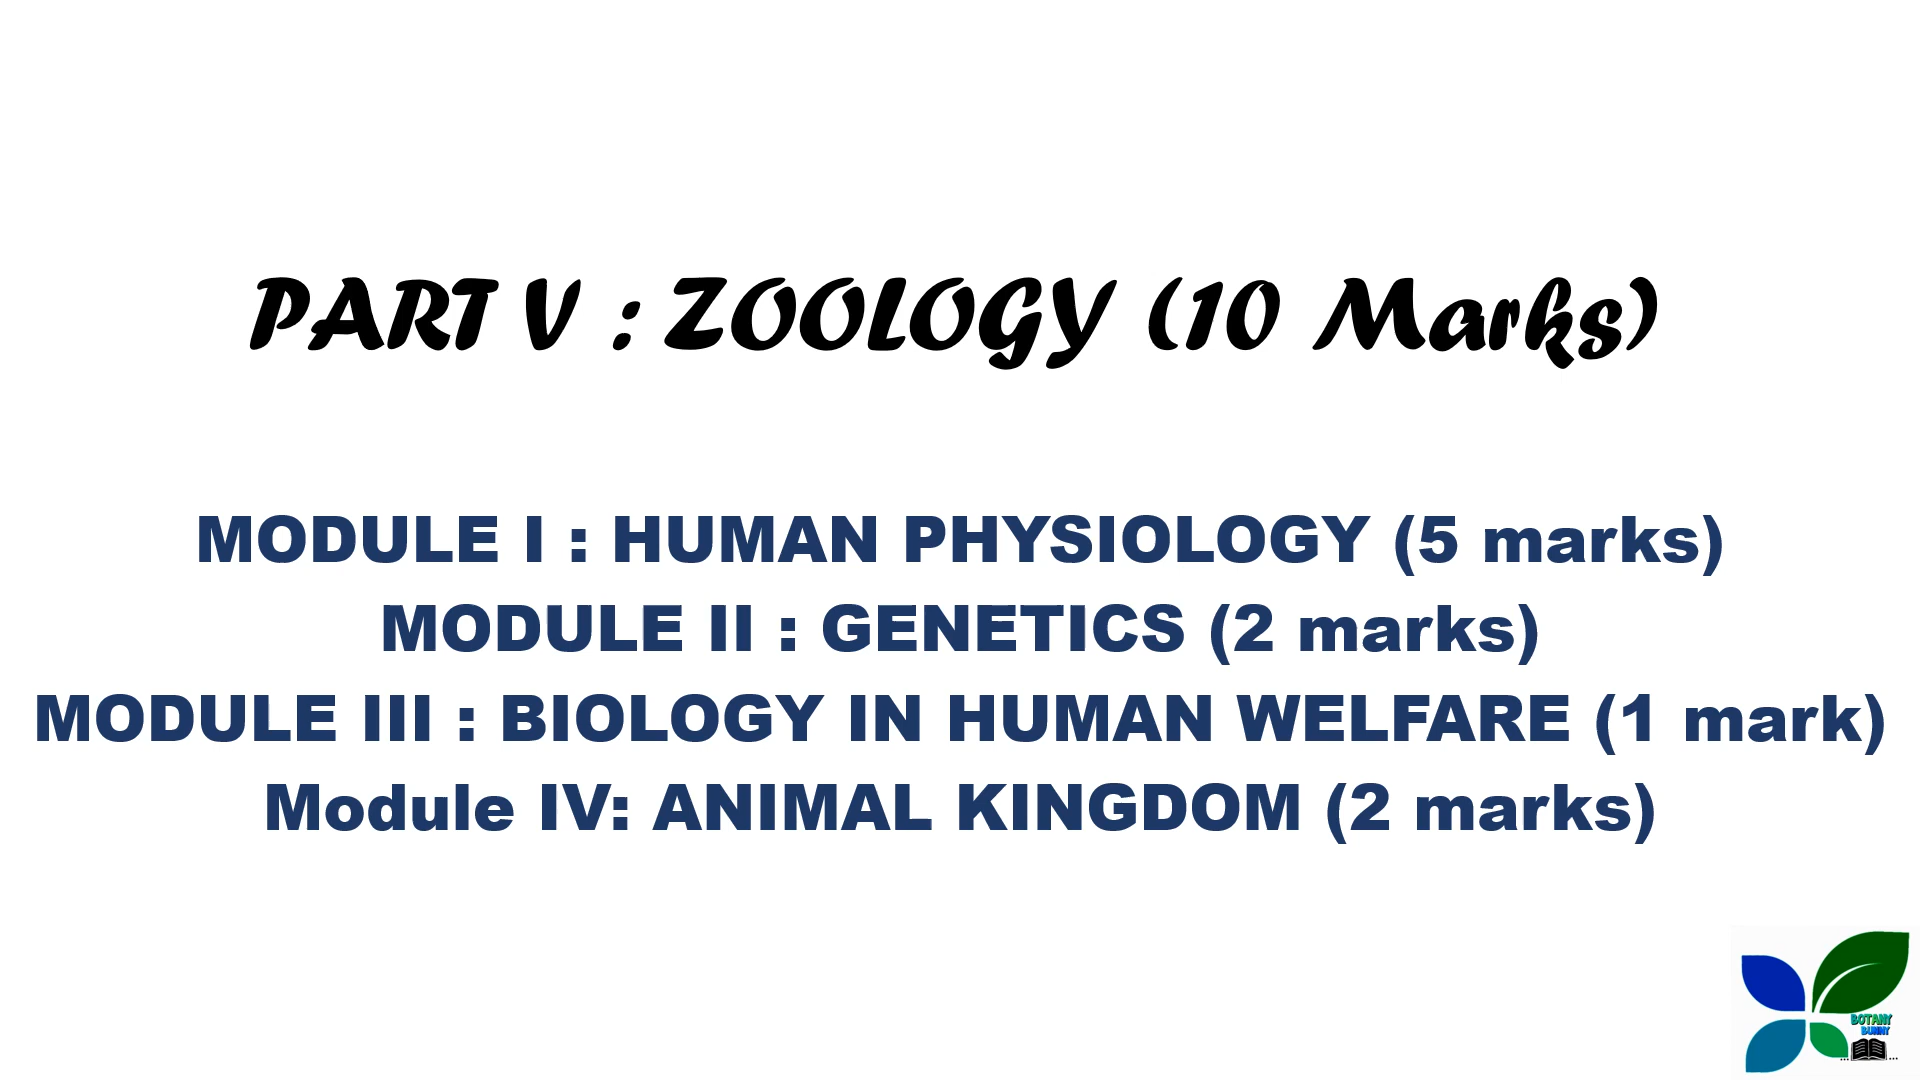 PART V : ZOOLOGY (10 Marks)
MODULE I : HUMAN PHYSIOLOGY (5 marks)
MODULE II : GENETICS (2 marks)
MODULE III : BIOLOGY IN HUMAN WELFARE (1 mark)
Module IV: ANIMAL KINGDOM (2 marks)
BOTANY
BUNNY